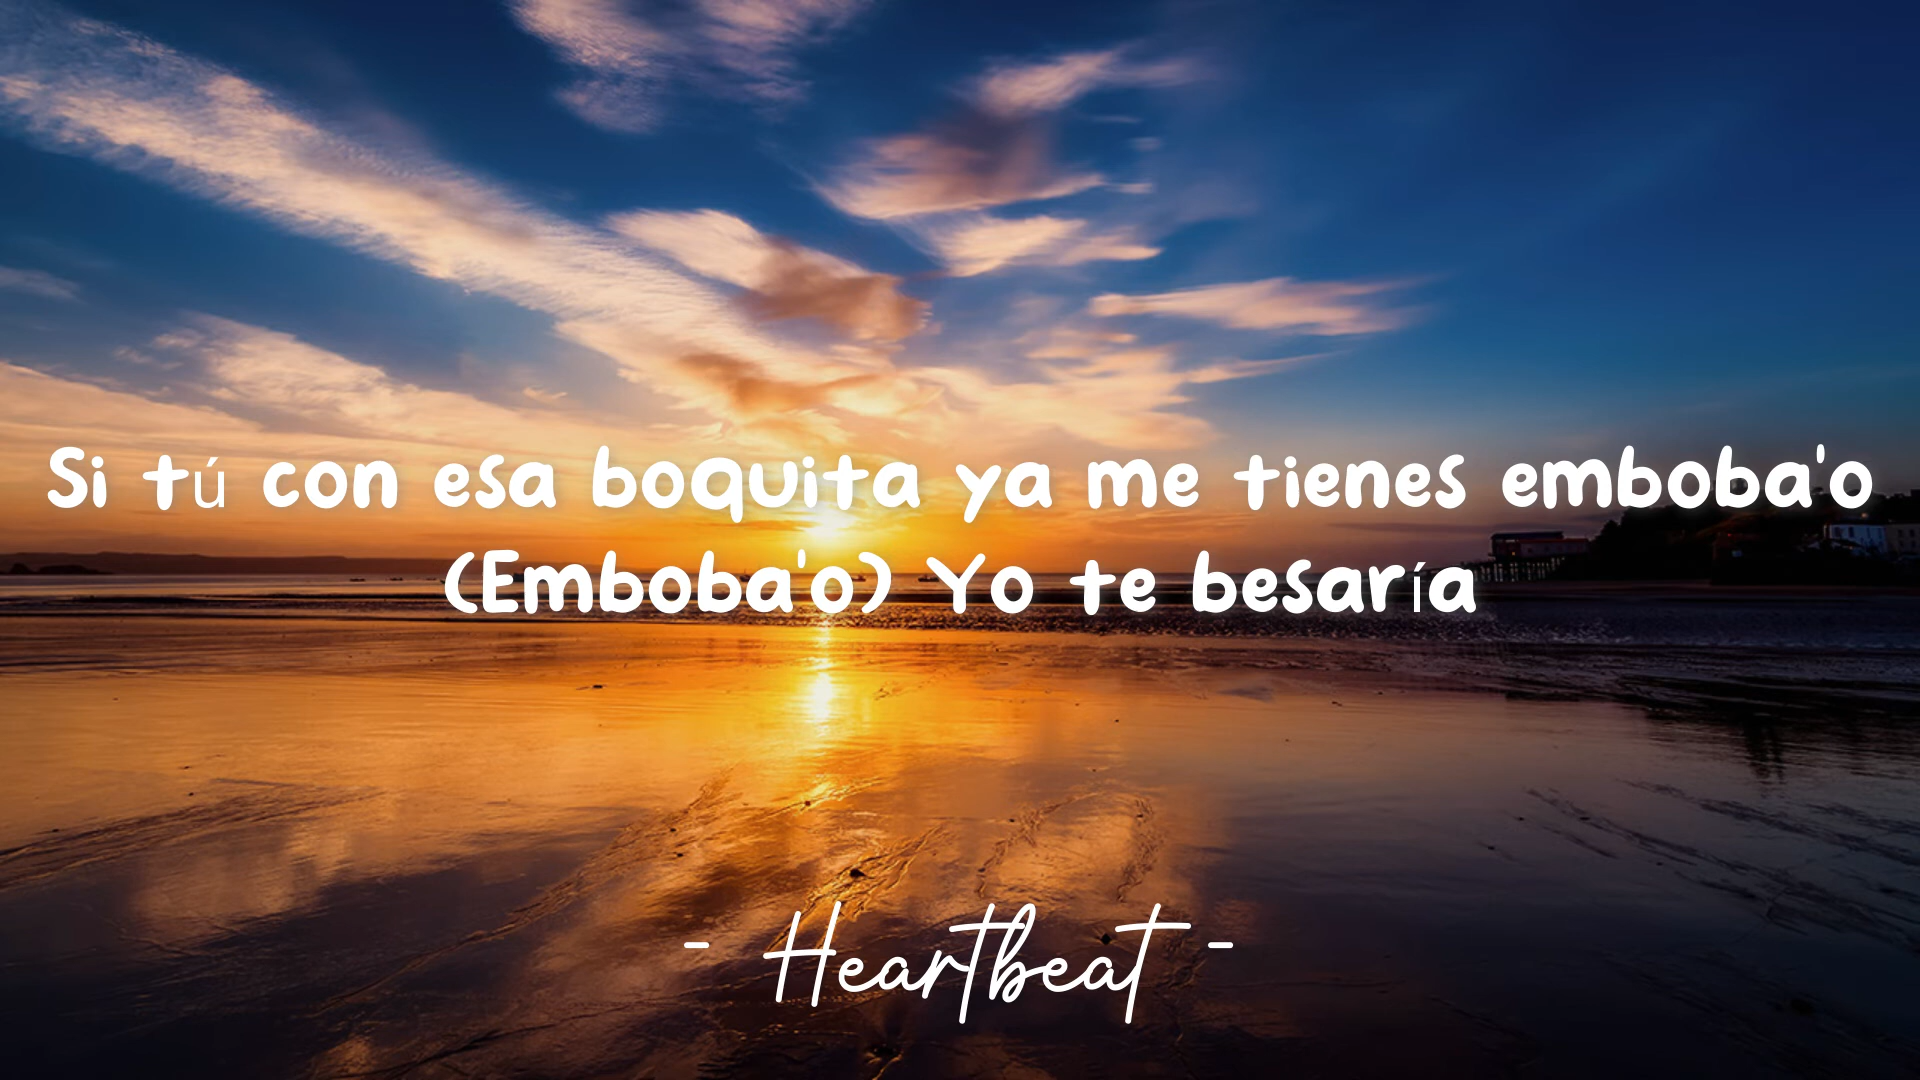 Si tú con esa boquita ya me tienes emboba'o
(Emboba'o) Yo te besaría
- Heartbeat -